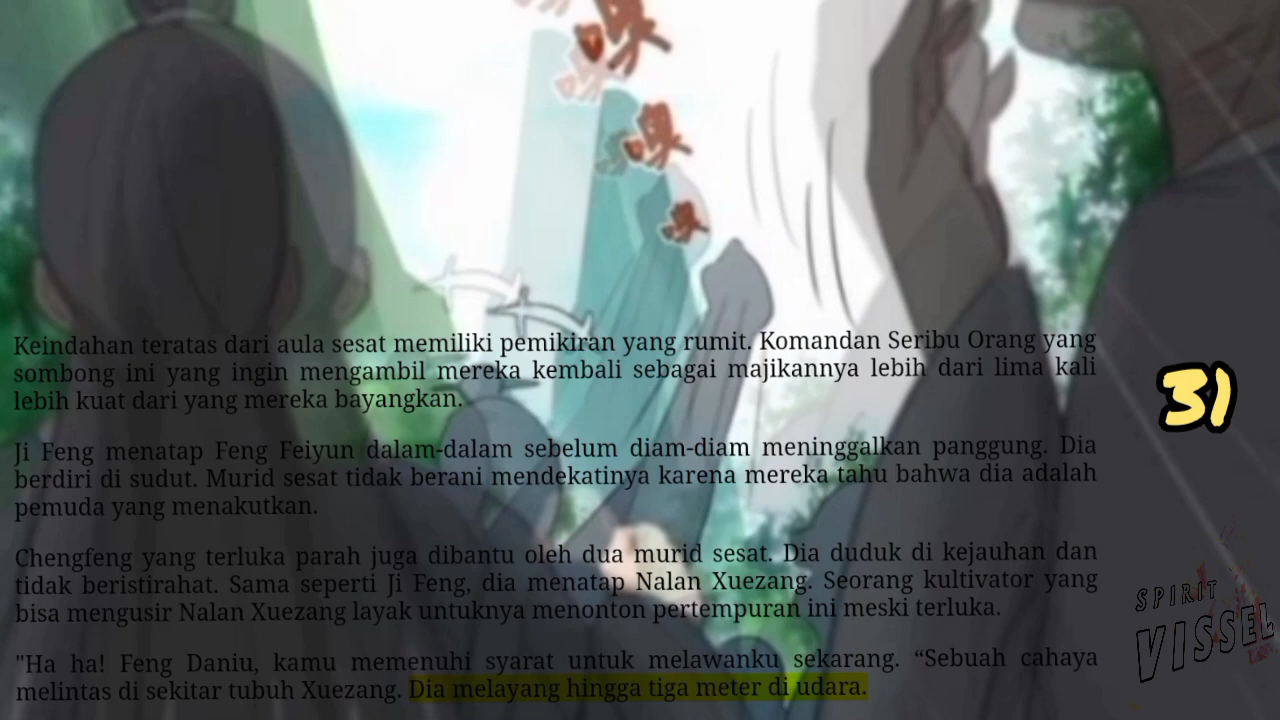 噢
噢
噢
Keindahan teratas dari aula sesat memiliki pemikiran yang rumit. Komandan Seribu Orang yang
sombong ini yang ingin mengambil mereka kembali sebagai majikannya lebih dari lima kali
lebih kuat dari yang mereka bayangkan.
Ji Feng menatap Feng Feiyun dalam-dalam sebelum diam-diam meninggalkan panggung. Dia
berdiri di sudut. Murid sesat tidak berani mendekatinya karena mereka tahu bahwa dia adalah
pemuda yang menakutkan.
Chengfeng yang terluka parah juga dibantu oleh dua murid sesat. Dia duduk di kejauhan dan
tidak beristirahat. Sama seperti Ji Feng, dia menatap Nalan Xuezang. Seorang kultivator yang
bisa mengusir Nalan Xuezang layak untuknya menonton pertempuran ini meski terluka.
"Ha ha! Feng Daniu, kamu memenuhi syarat untuk melawanku sekarang. “Sebuah cahaya
melintas di sekitar tubuh Xuezang. Dia melayang hingga tiga meter di udara.
31
SPIRIT
VISSEL